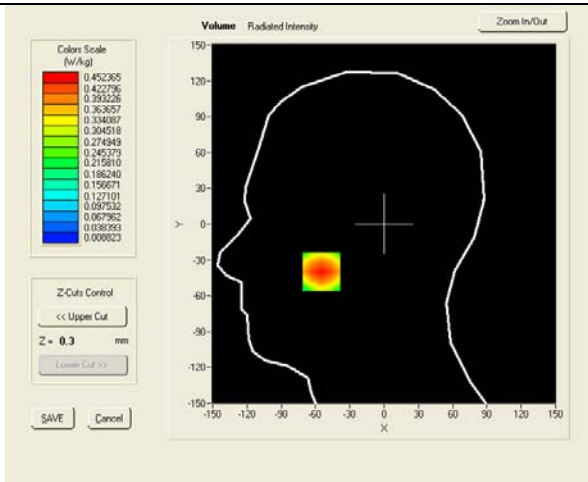 Volume Radiated Intensity
Zoom In/Out
Colors Scale
(W/kg)
0.452365
0.422796
0.393226
0.363657
0.334087
0.304518
0.274949
0.245379
0.215810
0.186240
0.156671
0.127101
0.097532
0.067962
0.038393
0.008823
Z-Cuts Control
<< Upper Cut
Z = 0.3 mm
Lower Cut >>
SAVE Cancel
150
120
90
60
30
0
-30
-60
-90
-120
-150
Y
-150 -120 -90 -60 -30 0 30 60 90 120 150
X